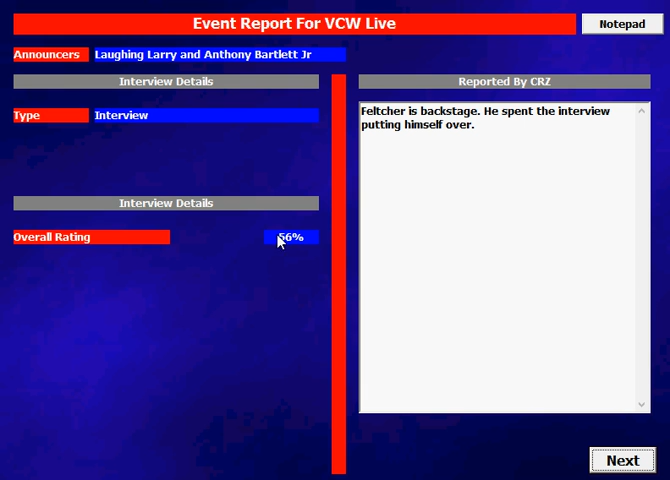 Event Report For VCW Live
Notepad
Announcers Laughing Larry and Anthony Bartlett Jr
Interview Details
Reported By CRZ
Type Interview
Feltcher is backstage. He spent the interview
putting himself over.
Interview Details
Overall Rating 56%
Next